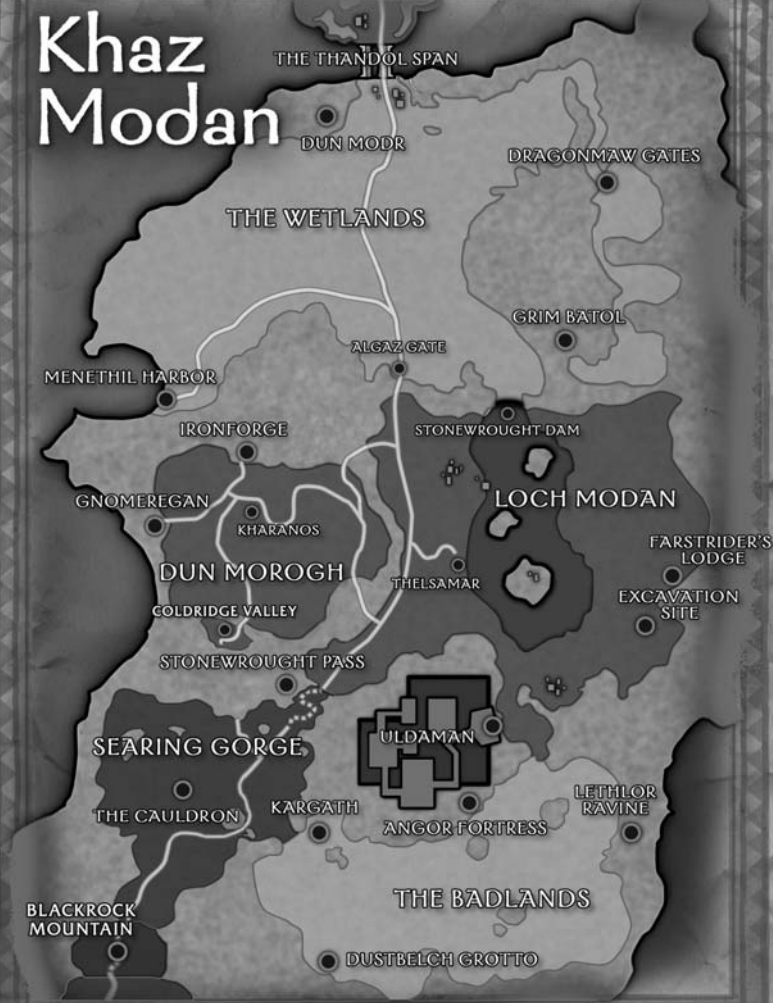 Khaz
Modan
THE THANDOL SPAN
DUN MODR
DRAGONMAW GATES
THE WETLANDS
GRIM BATOL
ALGAZ GATE
MENETHIL HARBOR
IRONFORGE
STONEWROUGHT DAM
GNOMEREGAN
LOCH MODAN
KHARANOS
FARSTRIDER'S
LODGE
DUN MOROGH
THELSAMAR
EXCAVATION
SITE
COLDRIDGE VALLEY
STONEWROUGHT PASS
ULDAMAN
SEARING GORGE
THE CAULDRON
KARGATH
LETHLOR
RAVINE
ANGOR FORTRESS
THE BADLANDS
BLACKROCK
MOUNTAIN
DUSTBELCH GROTTO